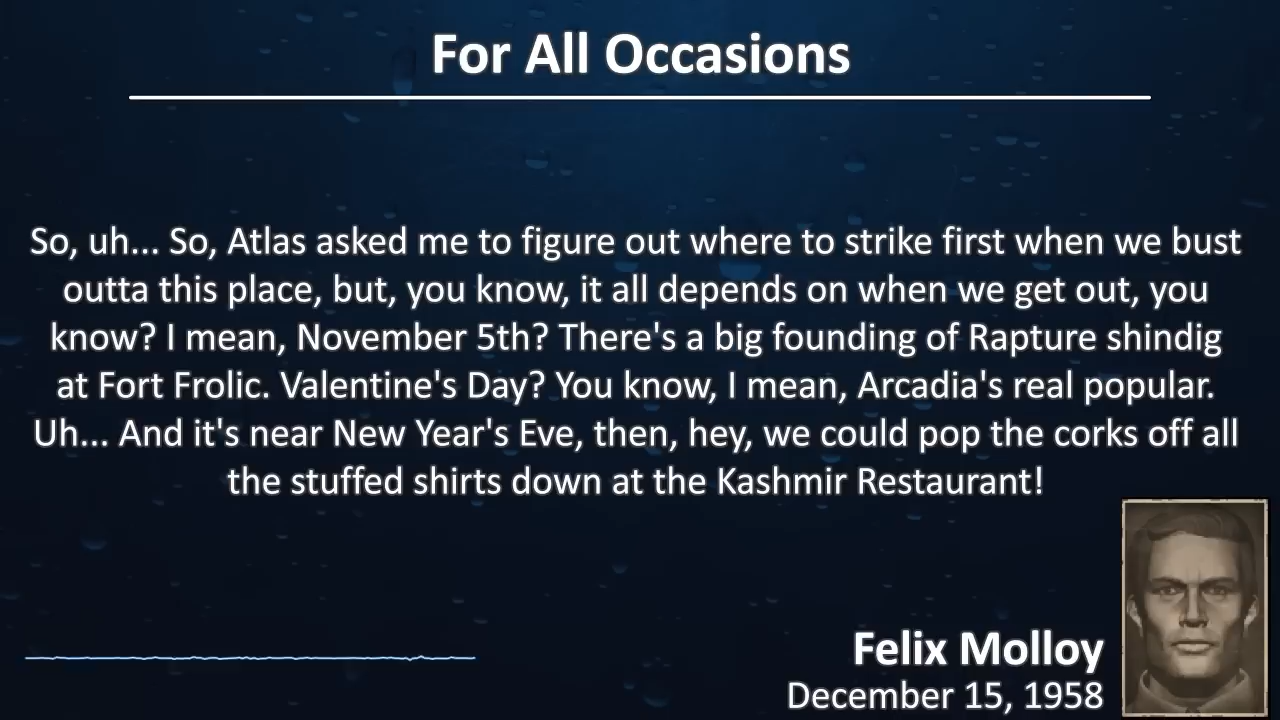 For All Occasions
So, uh... So, Atlas asked me to figure out where to strike first when we bust
outta this place, but, you know, it all depends on when we get out, you
know? I mean, November 5th? There's a big founding of Rapture shindig
at Fort Frolic. Valentine's Day? You know, I mean, Arcadia's real popular.
Uh... And it's near New Year's Eve, then, hey, we could pop the corks off all
the stuffed shirts down at the Kashmir Restaurant!
Felix Molloy
December 15, 1958